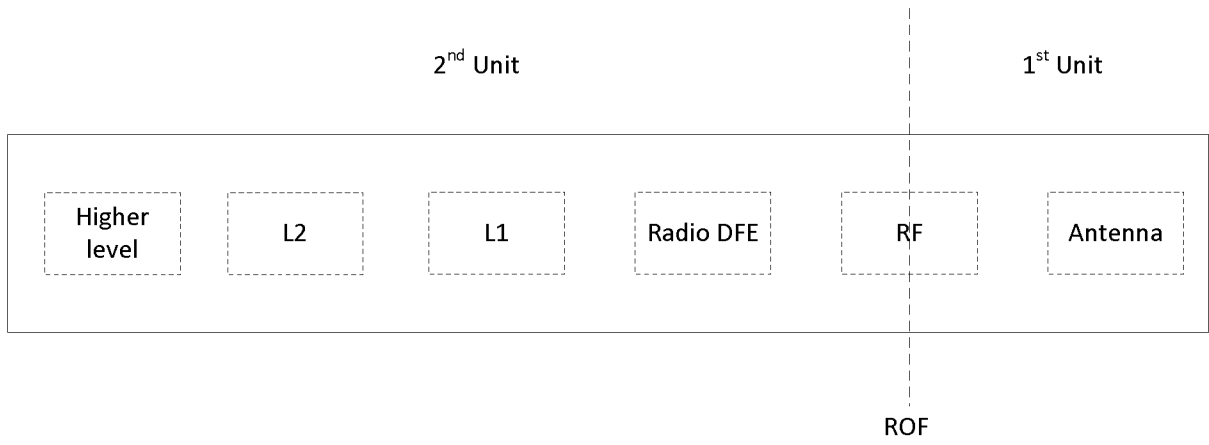 2nd Unit
1st Unit
Higher
level
L2
L1
Radio DFE
RF
Antenna
ROF